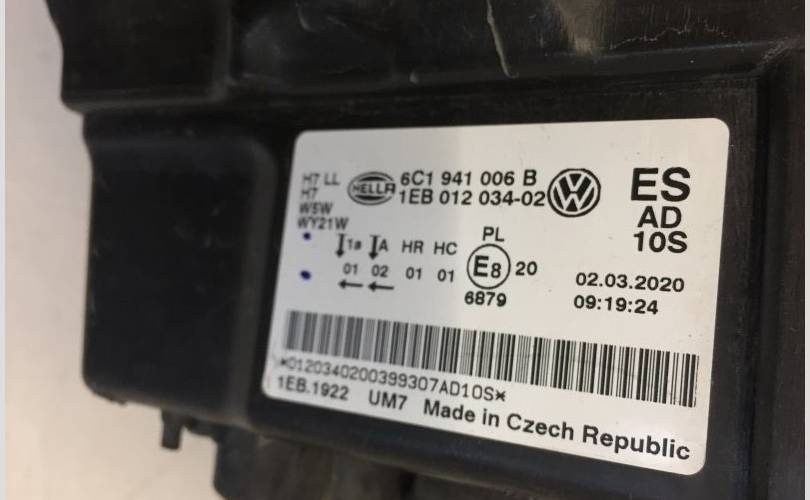 H7 LL
H7
W5W
WY21W
HELLA
6C1 941 006 B
1EB 012 034-02
VW
ES
AD
10S
1a A HR HC
01 02 01 01
PL
E8 20
6879
02.03.2020
09:19:24
*0120340200399307AD10S*
1EB.1922 UM7 Made in Czech Republic